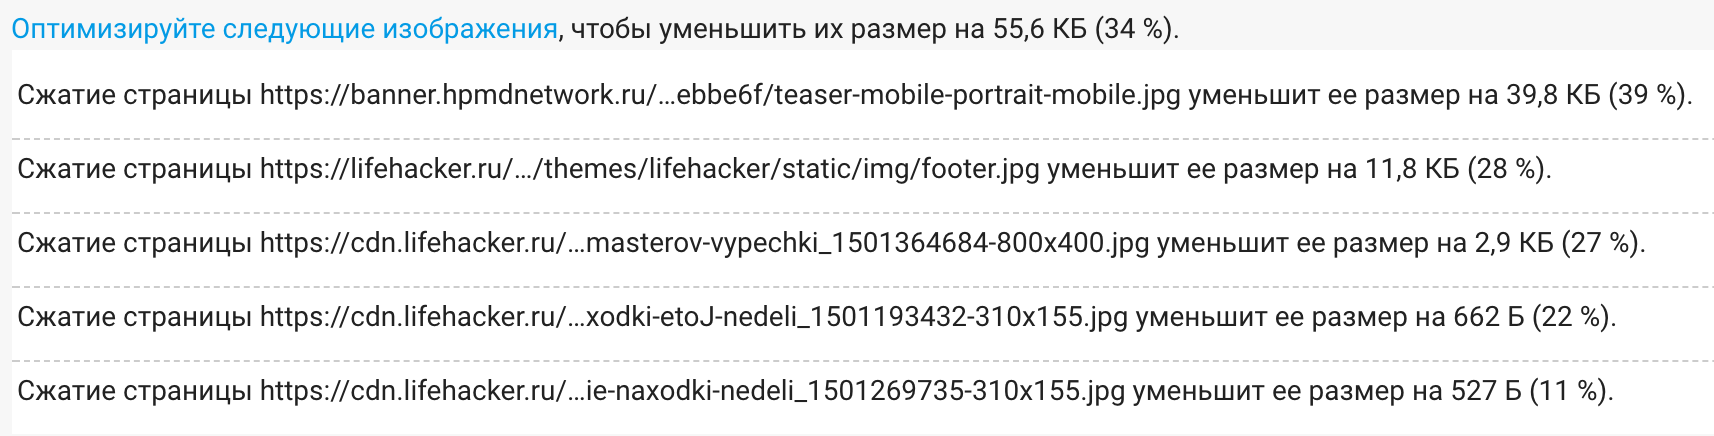 Оптимизируйте следующие изображения, чтобы уменьшить их размер на 55,6 КБ (34 %).
Сжатие страницы https://banner.hpmdnetwork.ru/…ebbe6f/teaser-mobile-portrait-mobile.jpg уменьшит ее размер на 39,8 КБ (39 %).
Сжатие страницы https://lifehacker.ru/…/themes/lifehacker/static/img/footer.jpg уменьшит ее размер на 11,8 КБ (28 %).
Сжатие страницы https://cdn.lifehacker.ru/…masterov-vypechki_1501364684-800x400.jpg уменьшит ее размер на 2,9 КБ (27 %).
Сжатие страницы https://cdn.lifehacker.ru/…xodki-etoJ-nedeli_1501193432-310x155.jpg уменьшит ее размер на 662 Б (22 %).
Сжатие страницы https://cdn.lifehacker.ru/…ie-naxodki-nedeli_1501269735-310x155.jpg уменьшит ее размер на 527 Б (11 %).